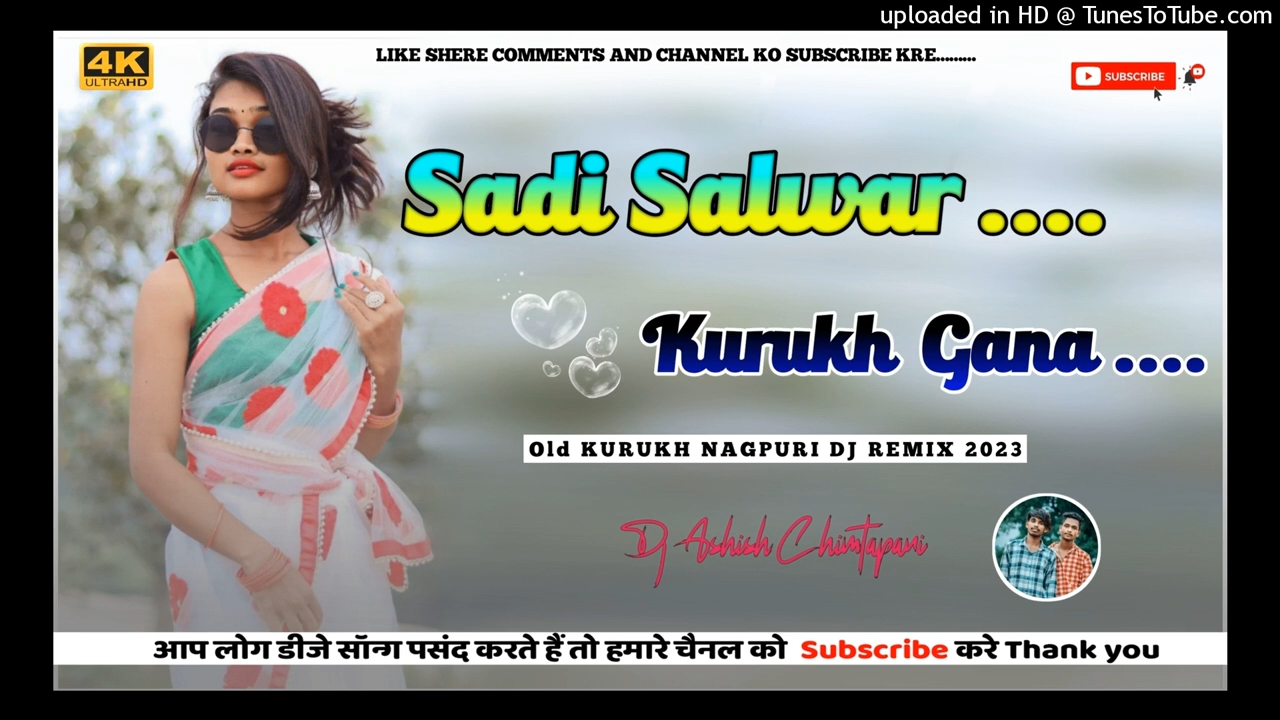 uploaded in HD @ TunesToTube.com
4K
ULTRAHD
LIKE SHERE COMMENTS AND CHANNEL KO SUBSCRIBE KRE.........
SUBSCRIBE
Sadi Salwar ....
Kurukh Gana ....
Old KURUKH NAGPURI DJ REMIX 2023
Dj Ashish Chimtapani
आप लोग डीजे सॉन्ग पसंद करते हैं तो हमारे चैनल को Subscribe करे Thank you